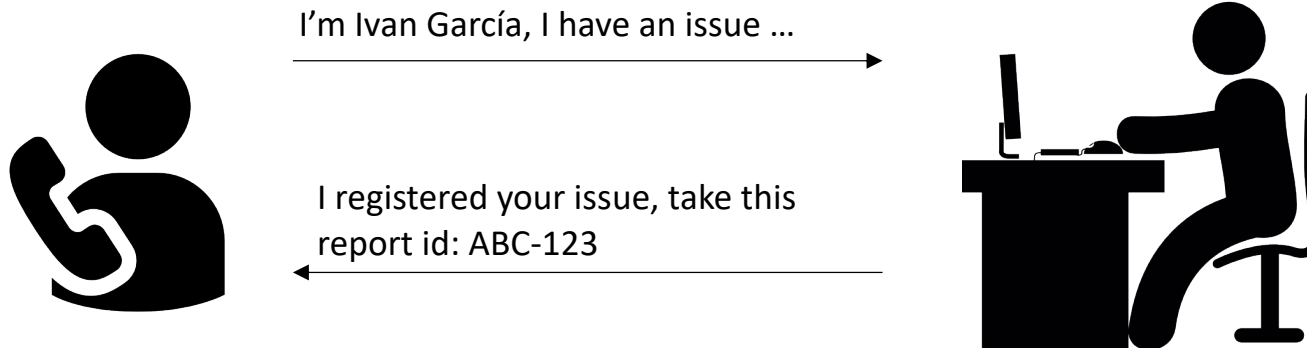 I’m Ivan García, I have an issue …
I registered your issue, take this
report id: ABC-123